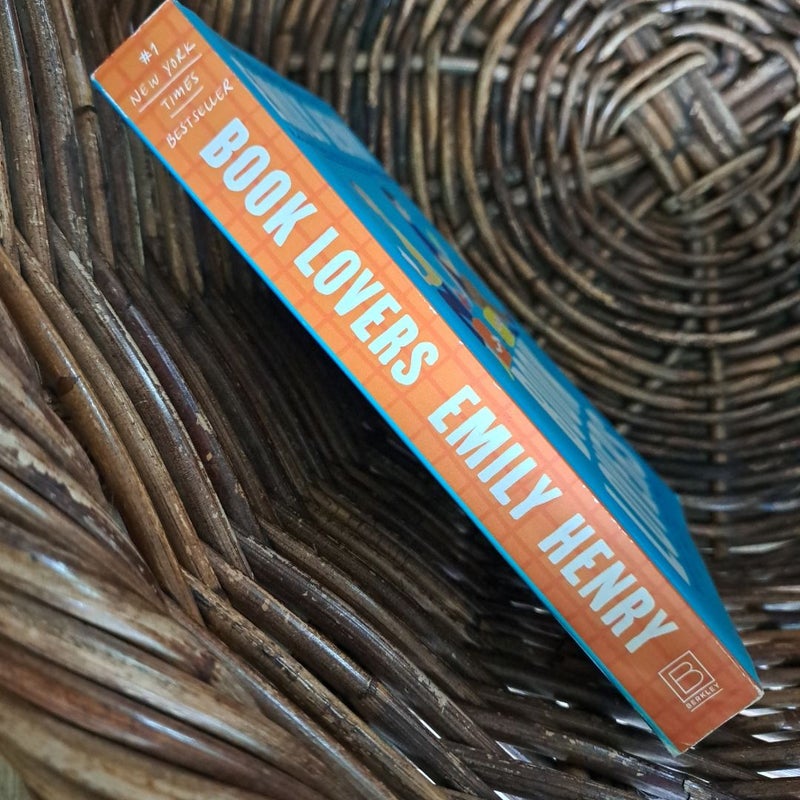 #1
NEW YORK
TIMES
BESTSELLER
BOOK LOVERS EMILY HENRY
B
BERKLEY